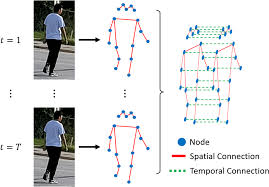 t = 1
t = T
Node
Spatial Connection
Temporal Connection